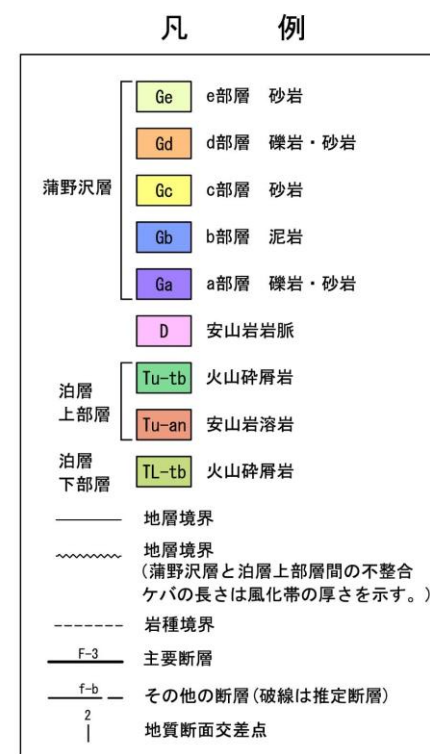 凡 例
Ge e部層 砂岩
Gd d部層 礫岩・砂岩
蒲野沢層
Gc c部層 砂岩
Gb b部層 泥岩
Ga a部層 礫岩・砂岩
D 安山岩岩脈
泊層
上部層
Tu-tb 火山砕屑岩
Tu-an 安山岩溶岩
泊層
下部層
TL-tb 火山砕屑岩
地層境界
地層境界
(蒲野沢層と泊層上部層間の不整合
ケバの長さは風化帯の厚さを示す。)
岩種境界
F-3 主要断層
f-b その他の断層(破線は推定断層)
2 地質断面交差点